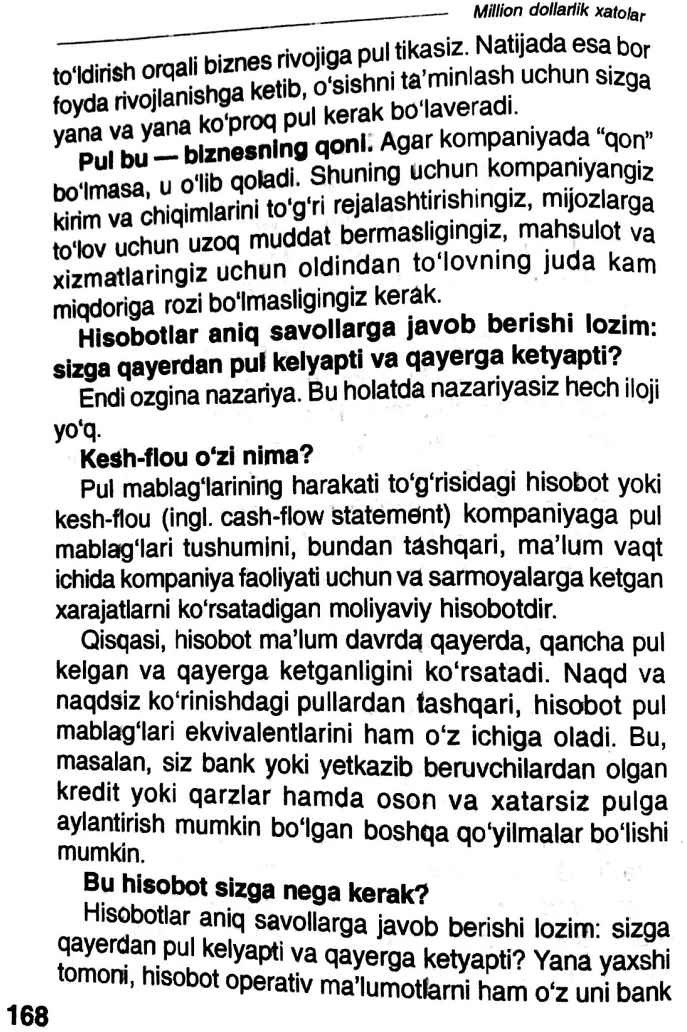 Million dollarlik xatolar
to‘ldirish orqali biznes rivojiga pul tikasiz. Natijada esa bor
foyda rivojlanishga ketib, o‘sishni ta’minlash uchun sizga
yana va yana ko‘proq pul kerak bo‘laveradi.
Pul bu — biznesning qoni. Agar kompaniyada “qon”
bo‘lmasa, u o‘lib qoladi. Shuning uchun kompaniyangiz
kirim va chiqimlarini to‘g‘ri rejalashtirishingiz, mijozlarga
to‘lov uchun uzoq muddat bermasligingiz, mahsulot va
xizmatlaringiz uchun oldindan to‘lovning juda kam
miqdoriga rozi bo‘lmasligingiz kerak.
Hisobotlar aniq savollarga javob berishi lozim:
sizga qayerdan pul kelyapti va qayerga ketyapti?
Endi ozgina nazariya. Bu holatda nazariyasiz hech iloji
yo‘q.
Kesh-flou o‘zi nima?
Pul mablag‘larining harakati to‘g‘risidagi hisobot yoki
kesh-flou (ingl. cash-flow statement) kompaniyaga pul
mablag‘lari tushumini, bundan tashqari, ma’lum vaqt
ichida kompaniya faoliyati uchun va sarmoyalarga ketgan
xarajatlarni ko‘rsatadigan moliyaviy hisobotdir.
Qisqasi, hisobot ma’lum davrda qayerda, qancha pul
kelgan va qayerga ketganligini ko‘rsatadi. Naqd va
naqdsiz ko‘rinishdagi pullardan tashqari, hisobot pul
mablag‘lari ekvivalentlarini ham o‘z ichiga oladi. Bu,
masalan, siz bank yoki yetkazib beruvchilardan olgan
kredit yoki qarzlar hamda oson va xatarsiz pulga
aylantirish mumkin bo‘lgan boshqa qo‘yilmalar bo‘lishi
mumkin.
Bu hisobot sizga nega kerak?
Hisobotlar aniq savollarga javob berishi lozim: sizga
qayerdan pul kelyapti va qayerga ketyapti? Yana yaxshi
tomoni, hisobot operativ ma’lumotlarni ham o‘z uni bank
168